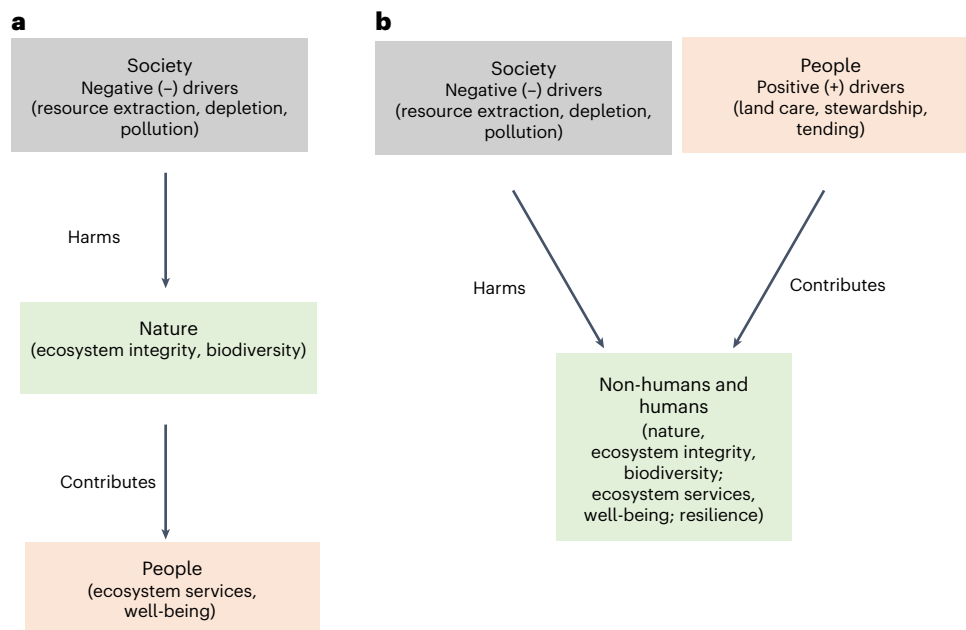 a
Society
Negative (–) drivers
(resource extraction, depletion,
pollution)
Harms
Nature
(ecosystem integrity, biodiversity)
Contributes
People
(ecosystem services,
well-being)
b
Society
Negative (–) drivers
(resource extraction, depletion,
pollution)
People
Positive (+) drivers
(land care, stewardship,
tending)
Harms
Contributes
Non-humans and
humans
(nature,
ecosystem integrity,
biodiversity;
ecosystem services,
well-being; resilience)